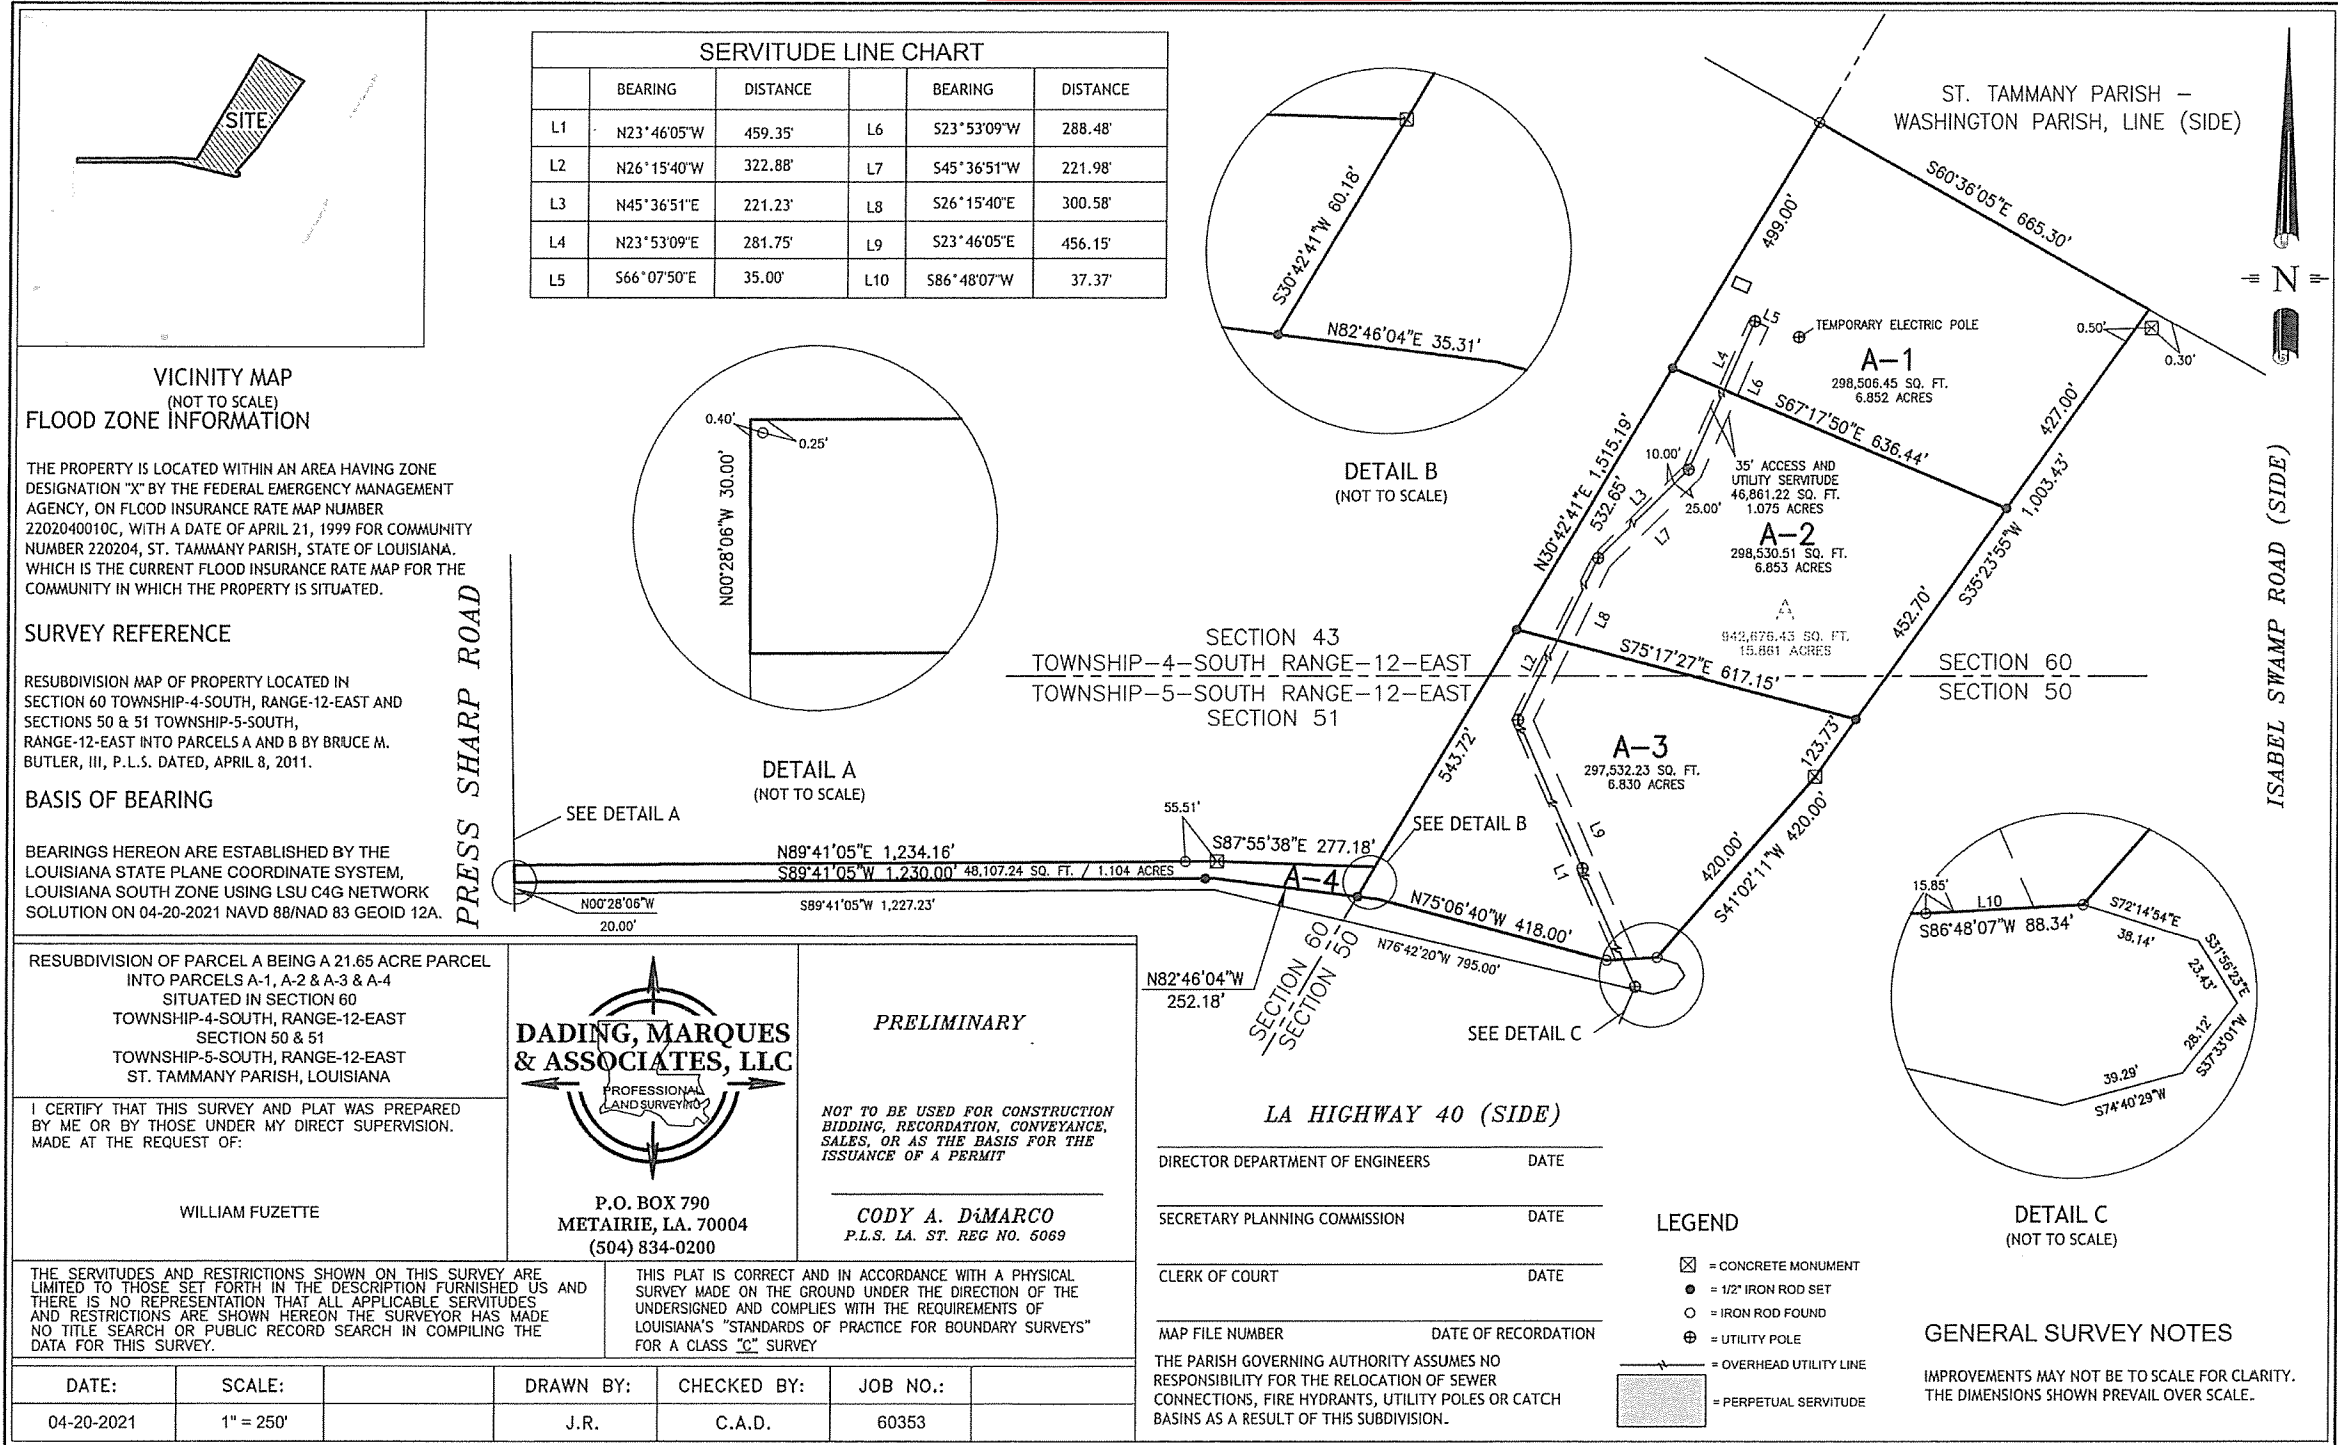 SERVITUDE LINE CHART
BEARING DISTANCE BEARING DISTANCE
L1 N23°46'05"W 459.35' L6 S23°53'09"W 288.48'
L2 N26°15'40"W 322.88' L7 S45°36'51"W 221.98'
L3 N45°36'51"E 221.23' L8 S26°15'40"E 300.58'
L4 N23°53'09"E 281.75' L9 S23°46'05"E 456.15'
L5 S66°07'50"E 35.00' L10 S86°48'07"W 37.37'
SITE
VICINITY MAP
(NOT TO SCALE)
FLOOD ZONE INFORMATION
THE PROPERTY IS LOCATED WITHIN AN AREA HAVING ZONE
DESIGNATION "X" BY THE FEDERAL EMERGENCY MANAGEMENT
AGENCY, ON FLOOD INSURANCE RATE MAP NUMBER
2202040010C, WITH A DATE OF APRIL 21, 1999 FOR COMMUNITY
NUMBER 220204, ST. TAMMANY PARISH, STATE OF LOUISIANA.
WHICH IS THE CURRENT FLOOD INSURANCE RATE MAP FOR THE
COMMUNITY IN WHICH THE PROPERTY IS SITUATED.
SURVEY REFERENCE
RESUBDIVISION MAP OF PROPERTY LOCATED IN
SECTION 60 TOWNSHIP-4-SOUTH, RANGE-12-EAST AND
SECTIONS 50 & 51 TOWNSHIP-5-SOUTH,
RANGE-12-EAST INTO PARCELS A AND B BY BRUCE M.
BUTLER, III, P.L.S. DATED, APRIL 8, 2011.
BASIS OF BEARING
BEARINGS HEREON ARE ESTABLISHED BY THE
LOUISIANA STATE PLANE COORDINATE SYSTEM,
LOUISIANA SOUTH ZONE USING LSU C4G NETWORK
SOLUTION ON 04-20-2021 NAVD 88/NAD 83 GEOID 12A.
PRESS SHARP ROAD
0.40'
0.25'
N00°28'06"W 30.00'
DETAIL A
(NOT TO SCALE)
SEE DETAIL A
S30°42'41"W 60.18'
N82°46'04"E 35.31'
DETAIL B
(NOT TO SCALE)
ST. TAMMANY PARISH –
WASHINGTON PARISH, LINE (SIDE)
S60°36'05"E 665.30'
499.00'
L5
TEMPORARY ELECTRIC POLE
0.50'
0.30'
N
A-1
298,506.45 SQ. FT.
6.852 ACRES
L4
L6
S67°17'50"E 636.44'
427.00'
N30°42'41"E 1,515.19'
532.65'
10.00'
L3
25.00'
L7
35' ACCESS AND
UTILITY SERVITUDE
46,861.22 SQ. FT.
1.075 ACRES
A-2
298,530.51 SQ. FT.
6.853 ACRES
A
942,676.43 SQ. FT.
15.861 ACRES
S35°23'55"W 1,003.43'
452.70'
ISABEL SWAMP ROAD (SIDE)
SECTION 43
TOWNSHIP-4-SOUTH RANGE-12-EAST
TOWNSHIP-5-SOUTH RANGE-12-EAST
SECTION 51
SECTION 60
SECTION 50
L8
L2
S75°17'27"E 617.15'
543.72'
A-3
297,532.23 SQ. FT.
6.830 ACRES
123.73'
420.00'
S41°02'11"W 420.00'
L9
L1
55.51'
S87°55'38"E 277.18'
SEE DETAIL B
N89°41'05"E 1,234.16'
S89°41'05"W 1,230.00' 48,107.24 SQ. FT. / 1.104 ACRES
A-4
N00°28'06"W
20.00'
S89°41'05"W 1,227.23'
N75°06'40"W 418.00'
N76°42'20"W 795.00'
N82°46'04"W
252.18'
SECTION 60
SECTION 50
SEE DETAIL C
15.85'
L10
S86°48'07"W 88.34'
S72°14'54"E
38.14'
S31°56'23"E
23.43'
28.12'
S37°33'01"W
39.29'
S74°40'29"W
DETAIL C
(NOT TO SCALE)
LA HIGHWAY 40 (SIDE)
RESUBDIVISION OF PARCEL A BEING A 21.65 ACRE PARCEL
INTO PARCELS A-1, A-2 & A-3 & A-4
SITUATED IN SECTION 60
TOWNSHIP-4-SOUTH, RANGE-12-EAST
SECTION 50 & 51
TOWNSHIP-5-SOUTH, RANGE-12-EAST
ST. TAMMANY PARISH, LOUISIANA
I CERTIFY THAT THIS SURVEY AND PLAT WAS PREPARED
BY ME OR BY THOSE UNDER MY DIRECT SUPERVISION.
MADE AT THE REQUEST OF:
WILLIAM FUZETTE
DADING, MARQUES
& ASSOCIATES, LLC
PROFESSIONAL
LAND SURVEYING
P.O. BOX 790
METAIRIE, LA. 70004
(504) 834-0200
PRELIMINARY
NOT TO BE USED FOR CONSTRUCTION
BIDDING, RECORDATION, CONVEYANCE,
SALES, OR AS THE BASIS FOR THE
ISSUANCE OF A PERMIT
CODY A. DiMARCO
P.L.S. LA. ST. REG NO. 5069
THE SERVITUDES AND RESTRICTIONS SHOWN ON THIS SURVEY ARE
LIMITED TO THOSE SET FORTH IN THE DESCRIPTION FURNISHED US AND
THERE IS NO REPRESENTATION THAT ALL APPLICABLE SERVITUDES
AND RESTRICTIONS ARE SHOWN HEREON THE SURVEYOR HAS MADE
NO TITLE SEARCH OR PUBLIC RECORD SEARCH IN COMPILING THE
DATA FOR THIS SURVEY.
THIS PLAT IS CORRECT AND IN ACCORDANCE WITH A PHYSICAL
SURVEY MADE ON THE GROUND UNDER THE DIRECTION OF THE
UNDERSIGNED AND COMPLIES WITH THE REQUIREMENTS OF
LOUISIANA'S "STANDARDS OF PRACTICE FOR BOUNDARY SURVEYS"
FOR A CLASS "C" SURVEY
DATE: SCALE: DRAWN BY: CHECKED BY: JOB NO.:
04-20-2021 1" = 250' J.R. C.A.D. 60353
DIRECTOR DEPARTMENT OF ENGINEERS DATE
SECRETARY PLANNING COMMISSION DATE
CLERK OF COURT DATE
MAP FILE NUMBER DATE OF RECORDATION
THE PARISH GOVERNING AUTHORITY ASSUMES NO
RESPONSIBILITY FOR THE RELOCATION OF SEWER
CONNECTIONS, FIRE HYDRANTS, UTILITY POLES OR CATCH
BASINS AS A RESULT OF THIS SUBDIVISION.
LEGEND
= CONCRETE MONUMENT
= 1/2" IRON ROD SET
= IRON ROD FOUND
= UTILITY POLE
= OVERHEAD UTILITY LINE
= PERPETUAL SERVITUDE
GENERAL SURVEY NOTES
IMPROVEMENTS MAY NOT BE TO SCALE FOR CLARITY.
THE DIMENSIONS SHOWN PREVAIL OVER SCALE.